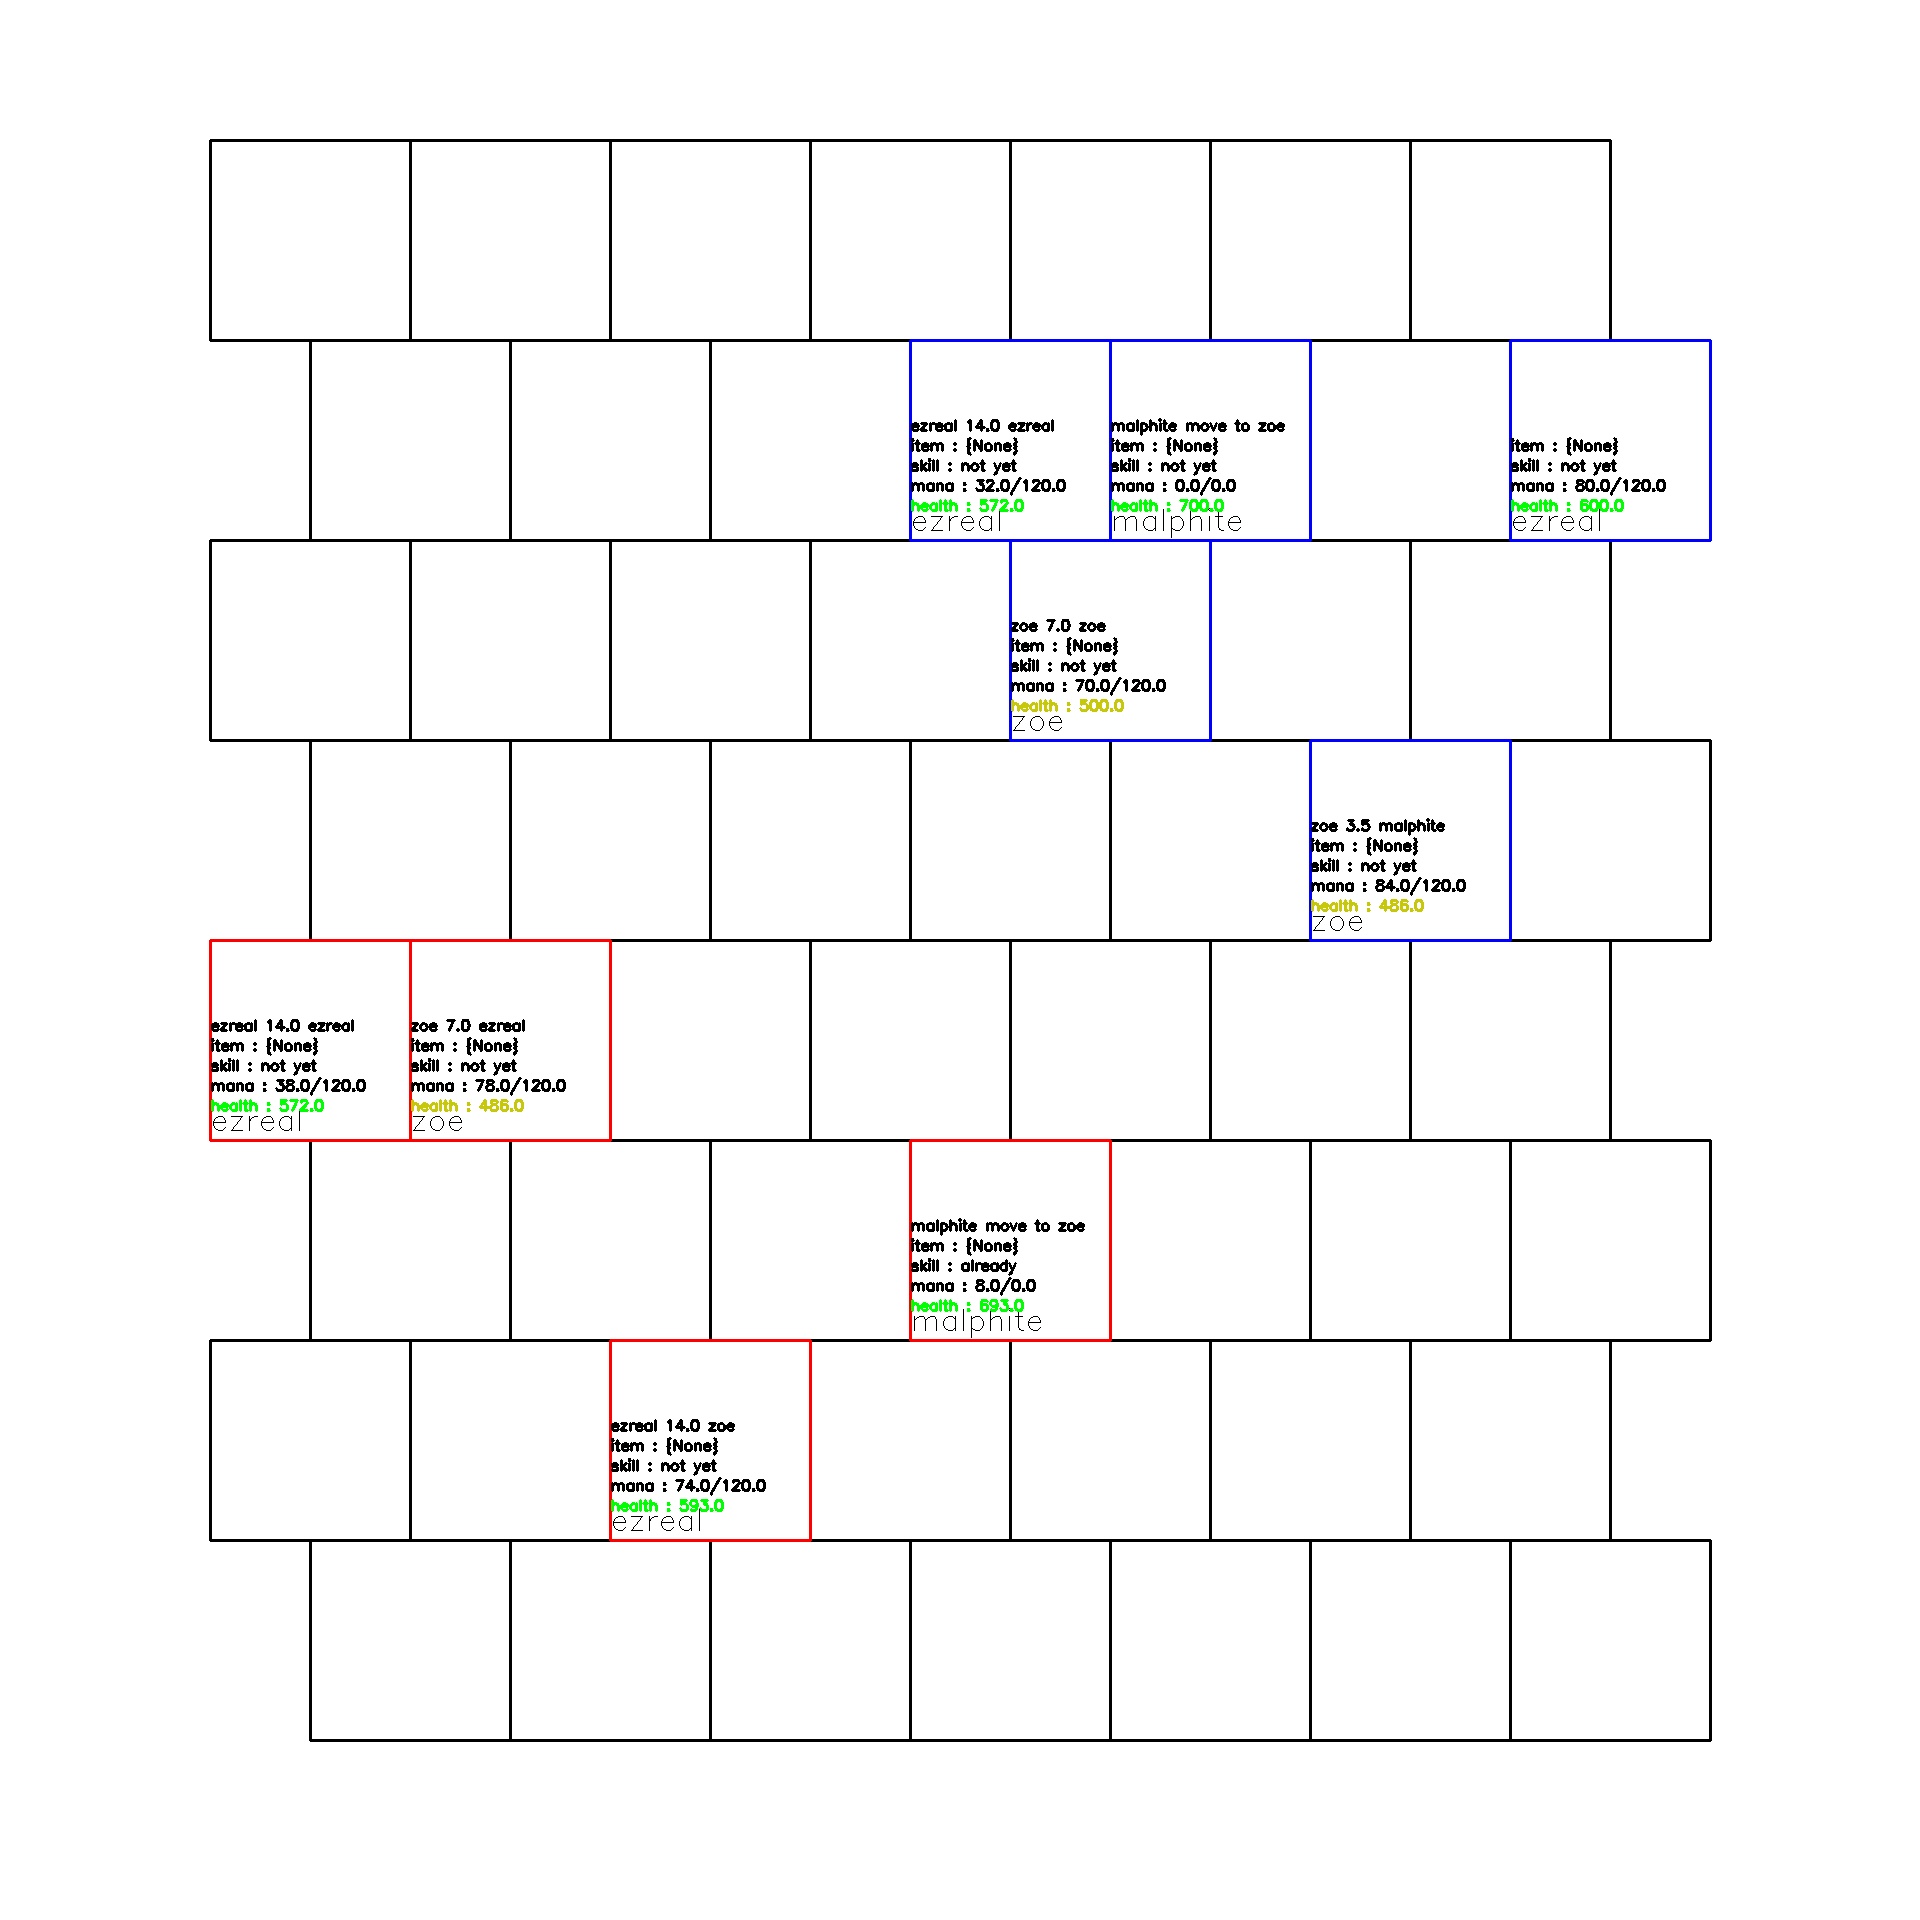 ezreal 14.0 ezreal
item : {None}
skill : not yet
mana : 32.0/120.0
health : 572.0
ezreal
malphite move to zoe
item : {None}
skill : not yet
mana : 0.0/0.0
health : 700.0
malphite
item : {None}
skill : not yet
mana : 80.0/120.0
health : 600.0
ezreal
zoe 7.0 zoe
item : {None}
skill : not yet
mana : 70.0/120.0
health : 500.0
zoe
zoe 3.5 malphite
item : {None}
skill : not yet
mana : 84.0/120.0
health : 486.0
zoe
ezreal 14.0 ezreal
item : {None}
skill : not yet
mana : 38.0/120.0
health : 572.0
ezreal
zoe 7.0 ezreal
item : {None}
skill : not yet
mana : 78.0/120.0
health : 486.0
zoe
malphite move to zoe
item : {None}
skill : already
mana : 8.0/0.0
health : 693.0
malphite
ezreal 14.0 zoe
item : {None}
skill : not yet
mana : 74.0/120.0
health : 593.0
ezreal